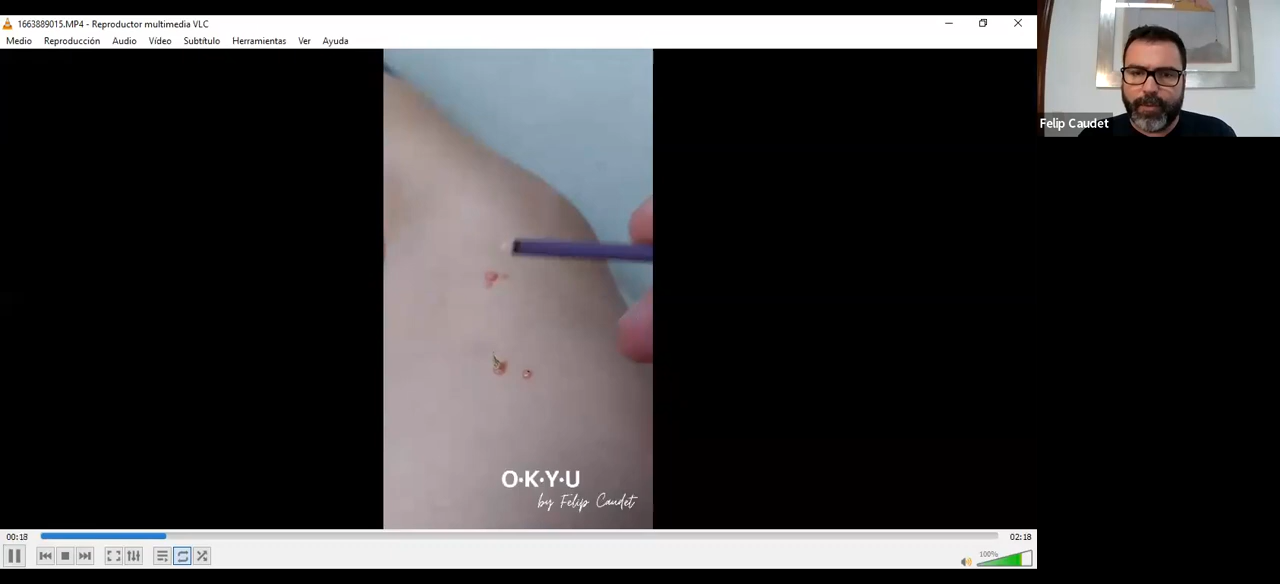 1663889015.MP4 - Reproductor multimedia VLC
Medio Reproducción Audio Vídeo Subtítulo Herramientas Ver Ayuda
Felip Caudet
O·K·Y·U
by Felip Caudet
00:18
02:18
100%